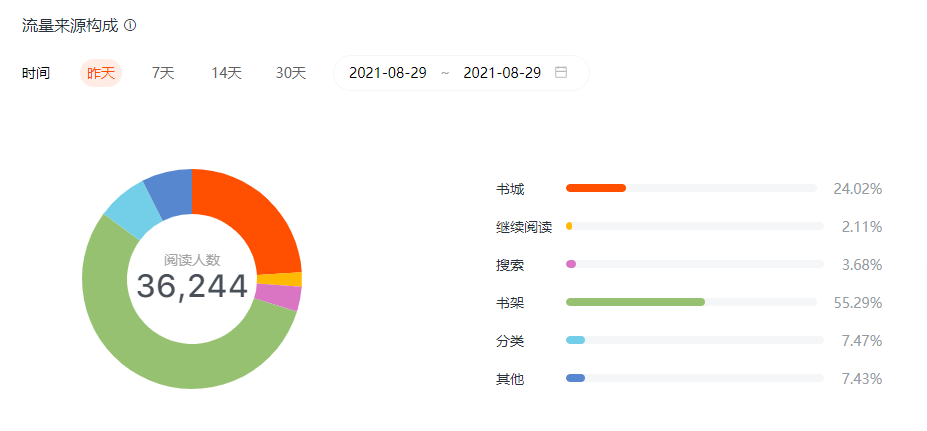 流量来源构成
时间 昨天 7天 14天 30天 2021-08-29 ~ 2021-08-29
阅读人数
36,244
书城 24.02%
继续阅读 2.11%
搜索 3.68%
书架 55.29%
分类 7.47%
其他 7.43%